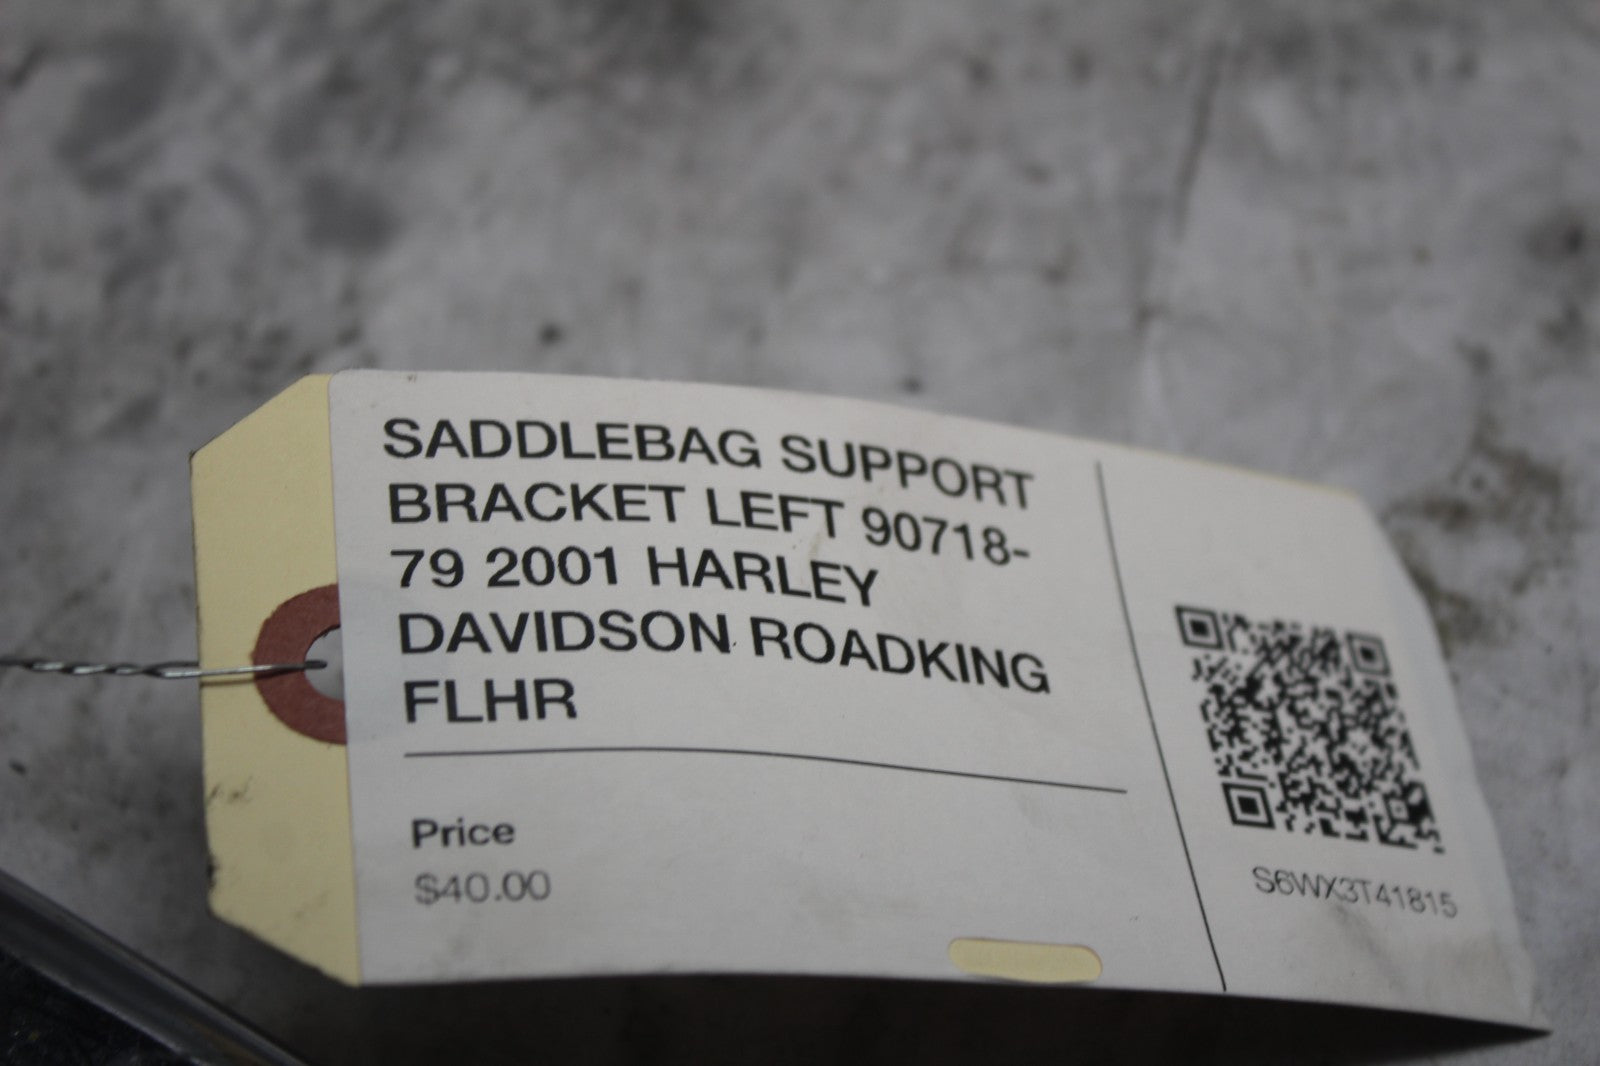 SADDLEBAG SUPPORT
BRACKET LEFT 90718-
79 2001 HARLEY
DAVIDSON ROADKING
FLHR
Price
$40.00
S6WX3T41815